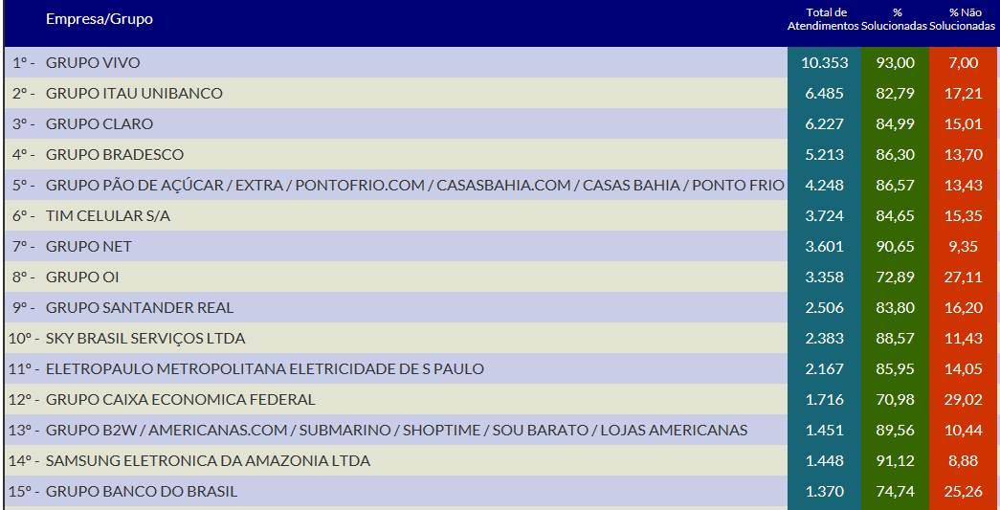 Empresa/Grupo Total de Atendimentos % Solucionadas % Não Solucionadas
1º - GRUPO VIVO 10.353 93,00 7,00
2º - GRUPO ITAU UNIBANCO 6.485 82,79 17,21
3º - GRUPO CLARO 6.227 84,99 15,01
4º - GRUPO BRADESCO 5.213 86,30 13,70
5º - GRUPO PÃO DE AÇÚCAR / EXTRA / PONTOFRIO.COM / CASASBAHIA.COM / CASAS BAHIA / PONTO FRIO 4.248 86,57 13,43
6º - TIM CELULAR S/A 3.724 84,65 15,35
7º - GRUPO NET 3.601 90,65 9,35
8º - GRUPO OI 3.358 72,89 27,11
9º - GRUPO SANTANDER REAL 2.506 83,80 16,20
10º - SKY BRASIL SERVIÇOS LTDA 2.383 88,57 11,43
11º - ELETROPAULO METROPOLITANA ELETRICIDADE DE S PAULO 2.167 85,95 14,05
12º - GRUPO CAIXA ECONOMICA FEDERAL 1.716 70,98 29,02
13º - GRUPO B2W / AMERICANAS.COM / SUBMARINO / SHOPTIME / SOU BARATO / LOJAS AMERICANAS 1.451 89,56 10,44
14º - SAMSUNG ELETRONICA DA AMAZONIA LTDA 1.448 91,12 8,88
15º - GRUPO BANCO DO BRASIL 1.370 74,74 25,26